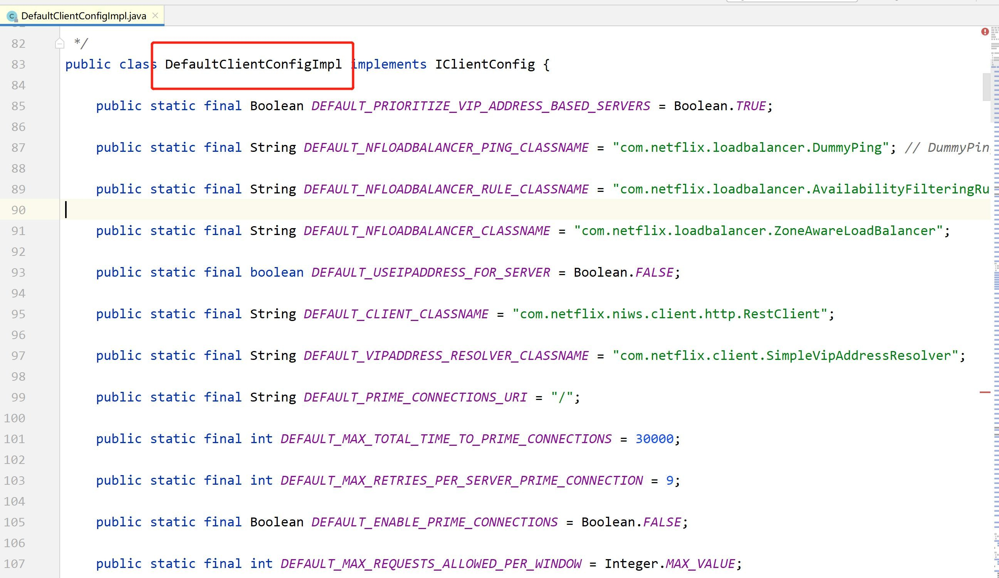 DefaultClientConfigImpl.java
82 */
83 public class DefaultClientConfigImpl implements IClientConfig {
84
85 public static final Boolean DEFAULT_PRIORITIZE_VIP_ADDRESS_BASED_SERVERS = Boolean.TRUE;
86
87 public static final String DEFAULT_NFLOADBALANCER_PING_CLASSNAME = "com.netflix.loadbalancer.DummyPing"; // DummyPin
88
89 public static final String DEFAULT_NFLOADBALANCER_RULE_CLASSNAME = "com.netflix.loadbalancer.AvailabilityFilteringRu
90
91 public static final String DEFAULT_NFLOADBALANCER_CLASSNAME = "com.netflix.loadbalancer.ZoneAwareLoadBalancer";
92
93 public static final boolean DEFAULT_USEIPADDRESS_FOR_SERVER = Boolean.FALSE;
94
95 public static final String DEFAULT_CLIENT_CLASSNAME = "com.netflix.niws.client.http.RestClient";
96
97 public static final String DEFAULT_VIPADDRESS_RESOLVER_CLASSNAME = "com.netflix.client.SimpleVipAddressResolver";
98
99 public static final String DEFAULT_PRIME_CONNECTIONS_URI = "/";
100
101 public static final int DEFAULT_MAX_TOTAL_TIME_TO_PRIME_CONNECTIONS = 30000;
102
103 public static final int DEFAULT_MAX_RETRIES_PER_SERVER_PRIME_CONNECTION = 9;
104
105 public static final Boolean DEFAULT_ENABLE_PRIME_CONNECTIONS = Boolean.FALSE;
106
107 public static final int DEFAULT_MAX_REQUESTS_ALLOWED_PER_WINDOW = Integer.MAX_VALUE;